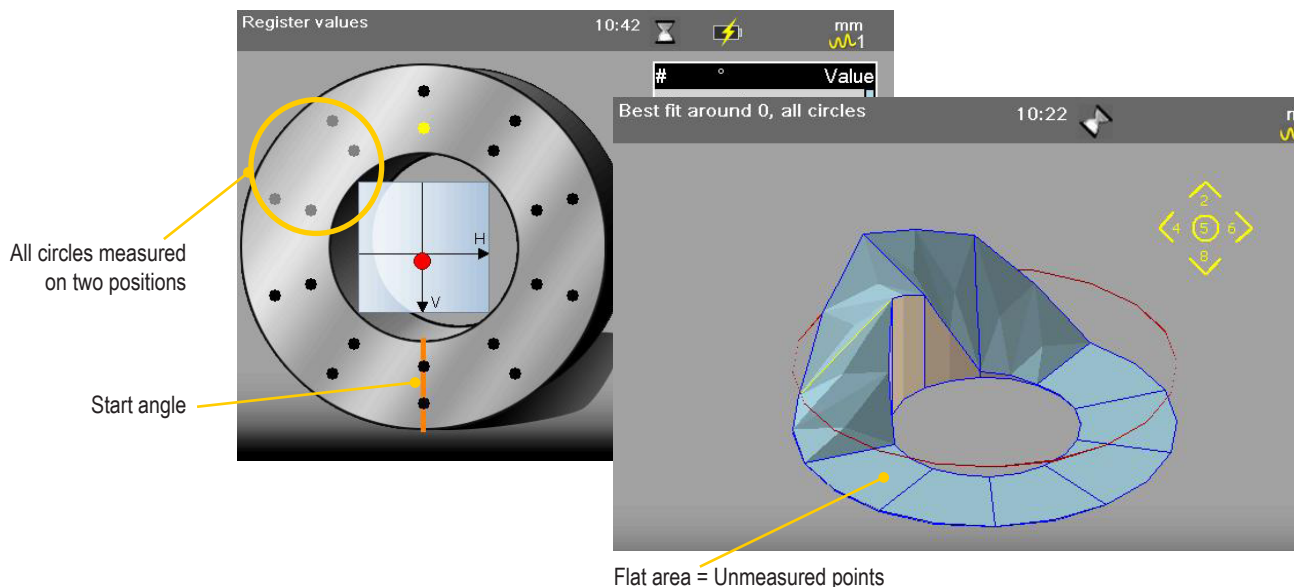 Register values
10:42
mm
1
# ° Value
H
V
Best fit around 0, all circles
10:22
2
4 5 6
8
All circles measured
on two positions
Start angle
Flat area = Unmeasured points